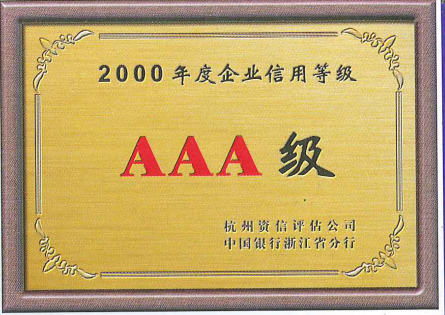 2000年度企业信用等级
AAA级
杭州资信评估公司
中国银行浙江省分行